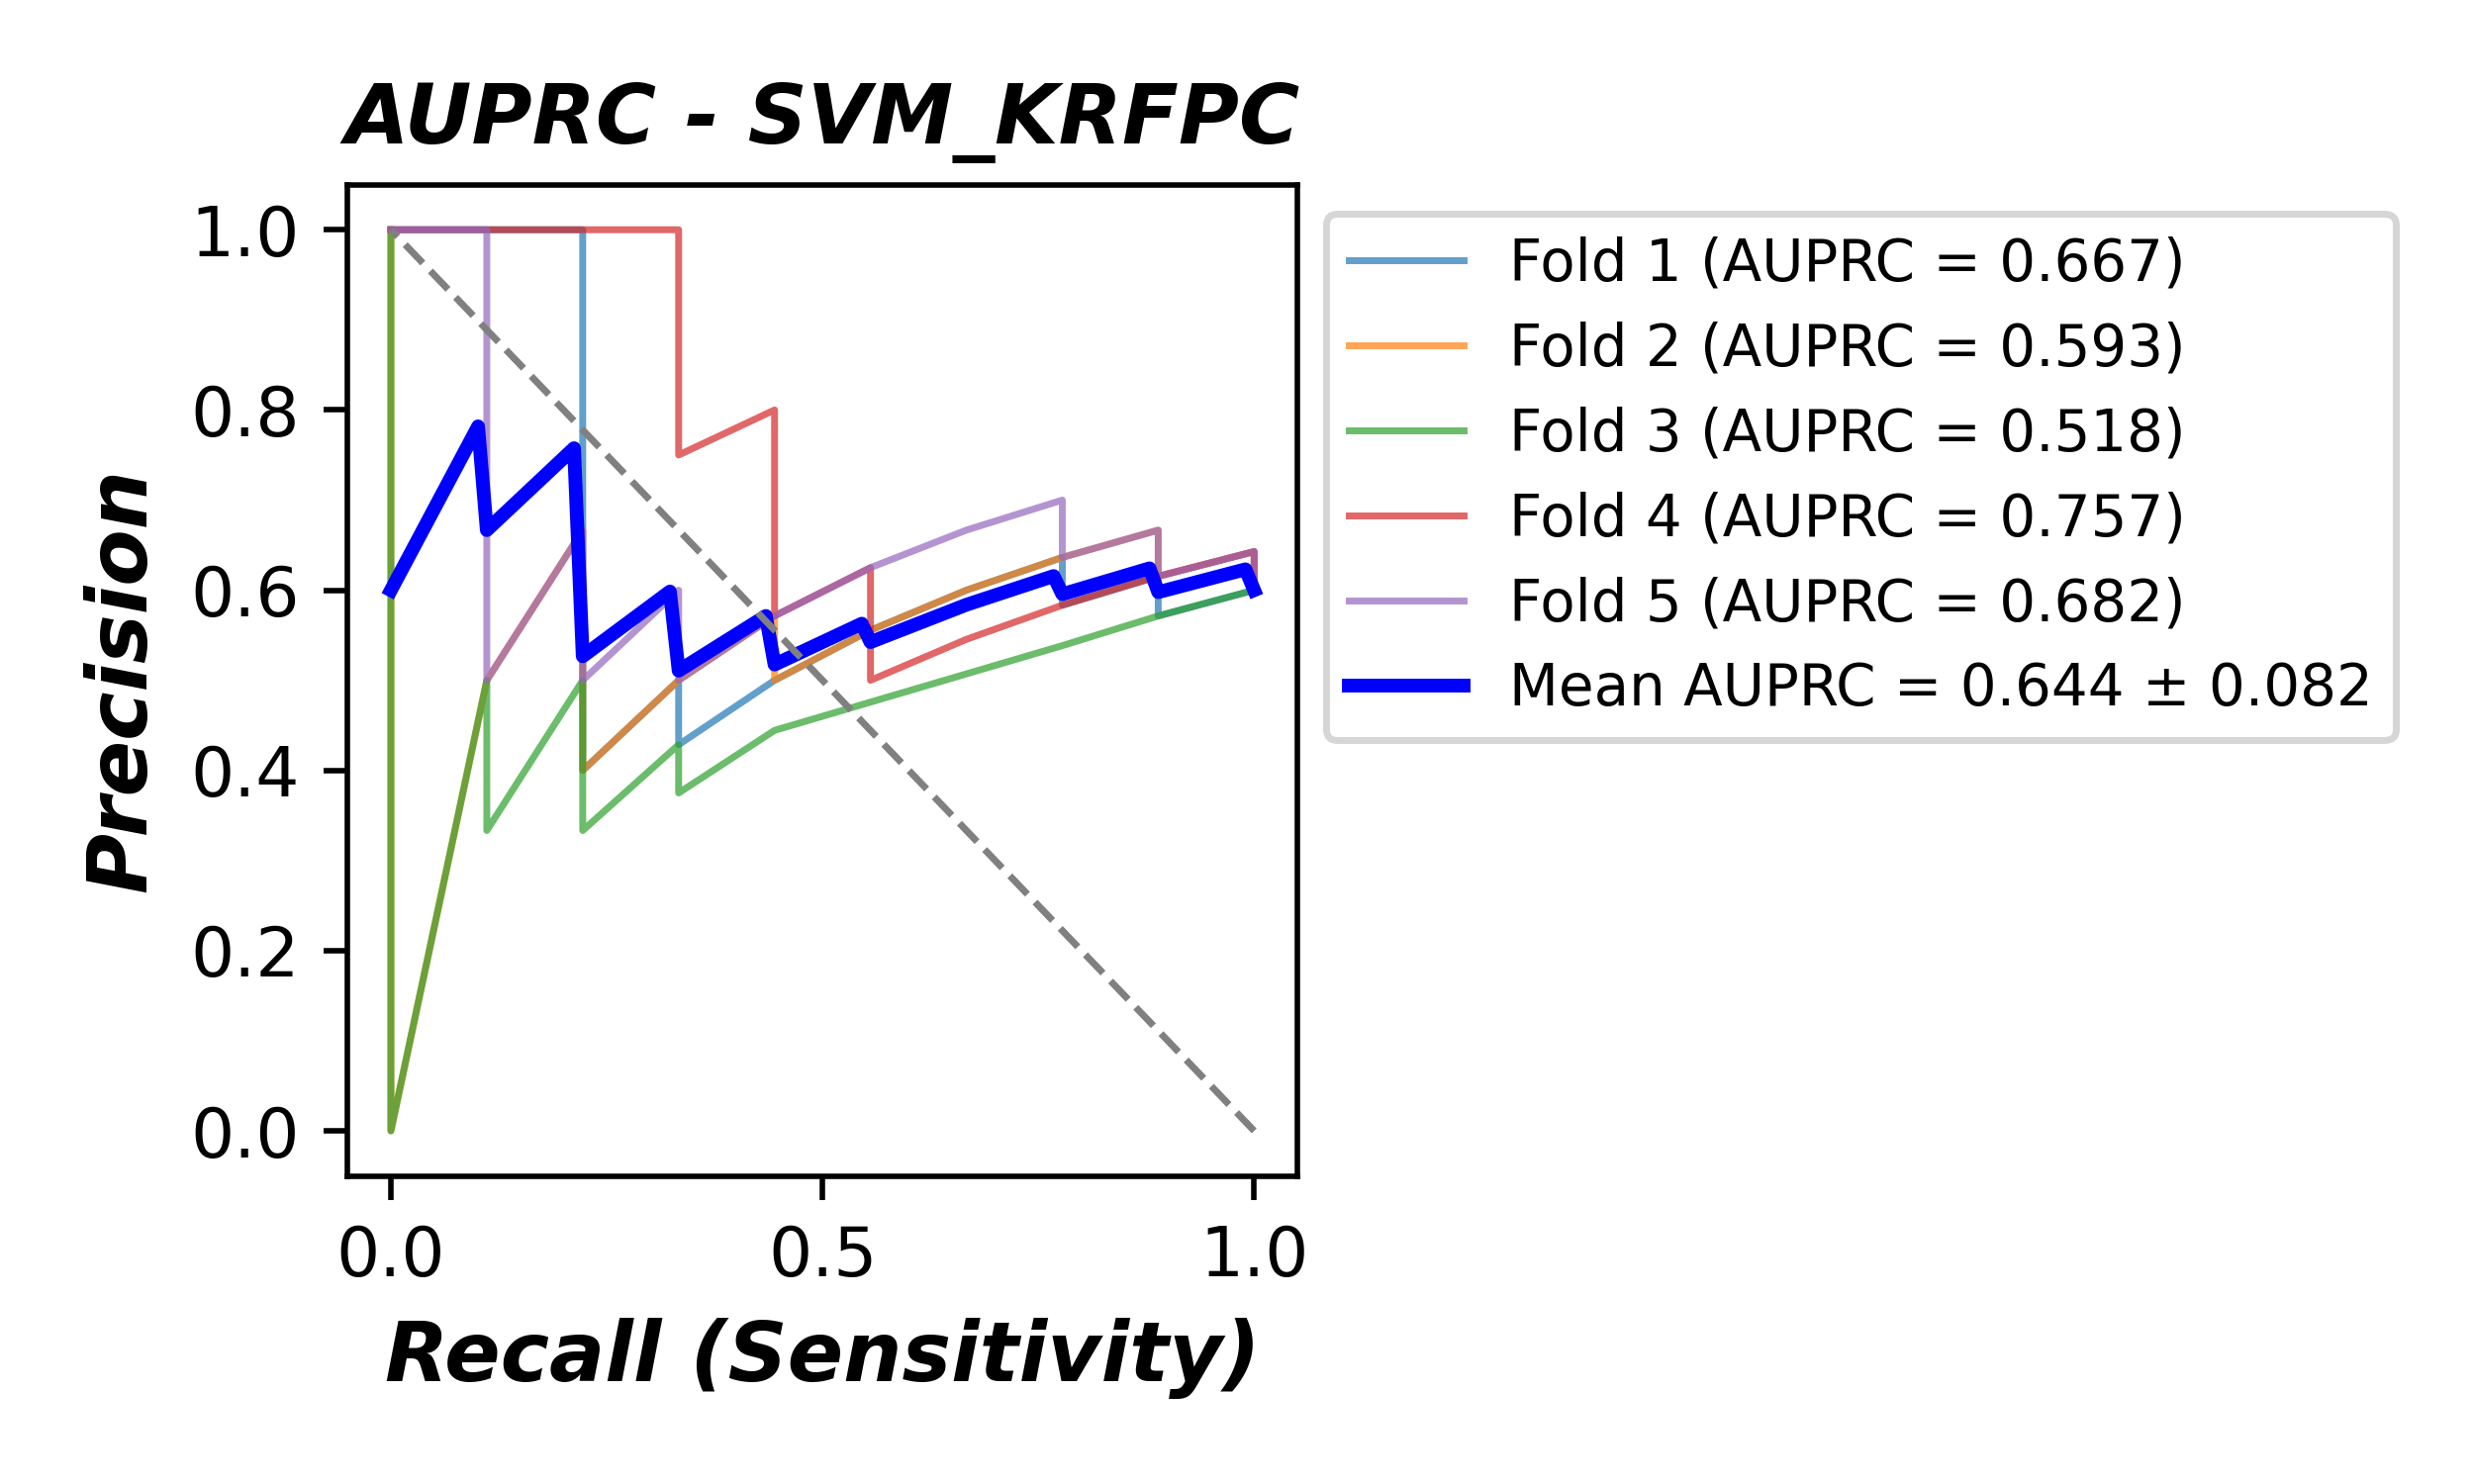 AUPRC - SVM_KRFPC
Precision
1.0
0.8
0.6
0.4
0.2
0.0
0.0 0.5 1.0
Recall (Sensitivity)
Fold 1 (AUPRC = 0.667)
Fold 2 (AUPRC = 0.593)
Fold 3 (AUPRC = 0.518)
Fold 4 (AUPRC = 0.757)
Fold 5 (AUPRC = 0.682)
Mean AUPRC = 0.644 ± 0.082